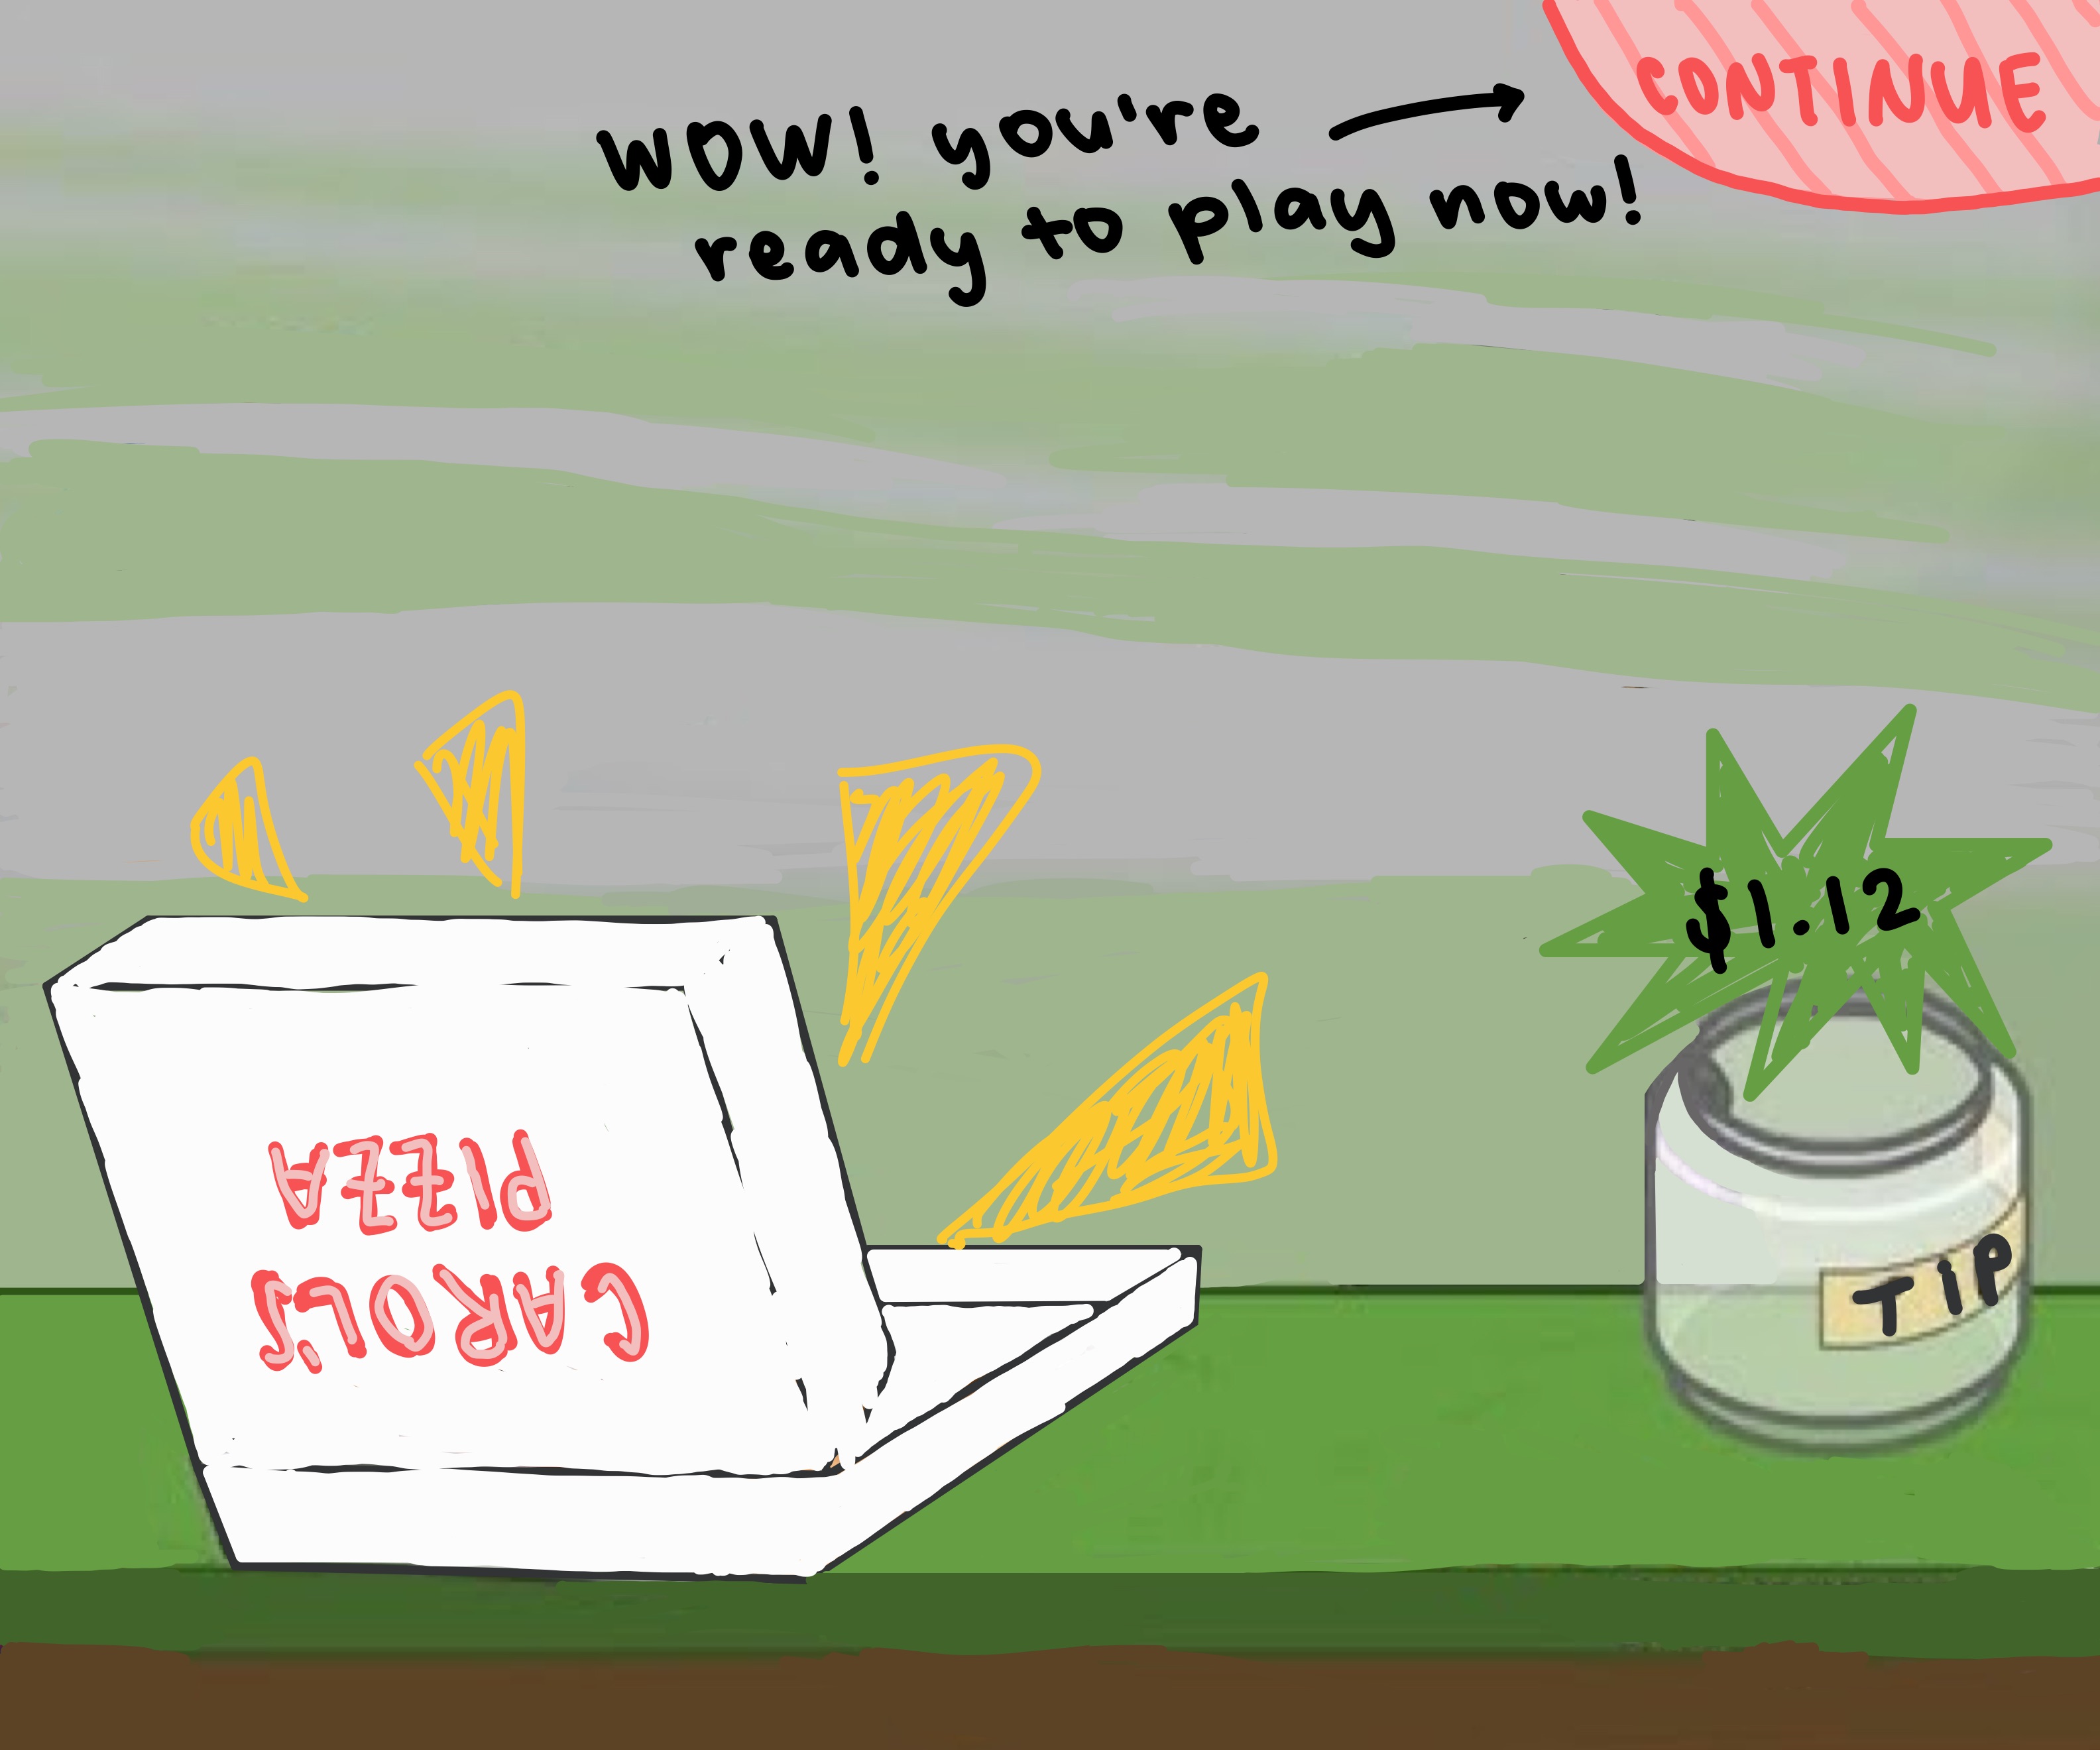 WOW! you're
ready to play now!
CONTINUE
$1.12
TIP
CAROL'S
PIZZA